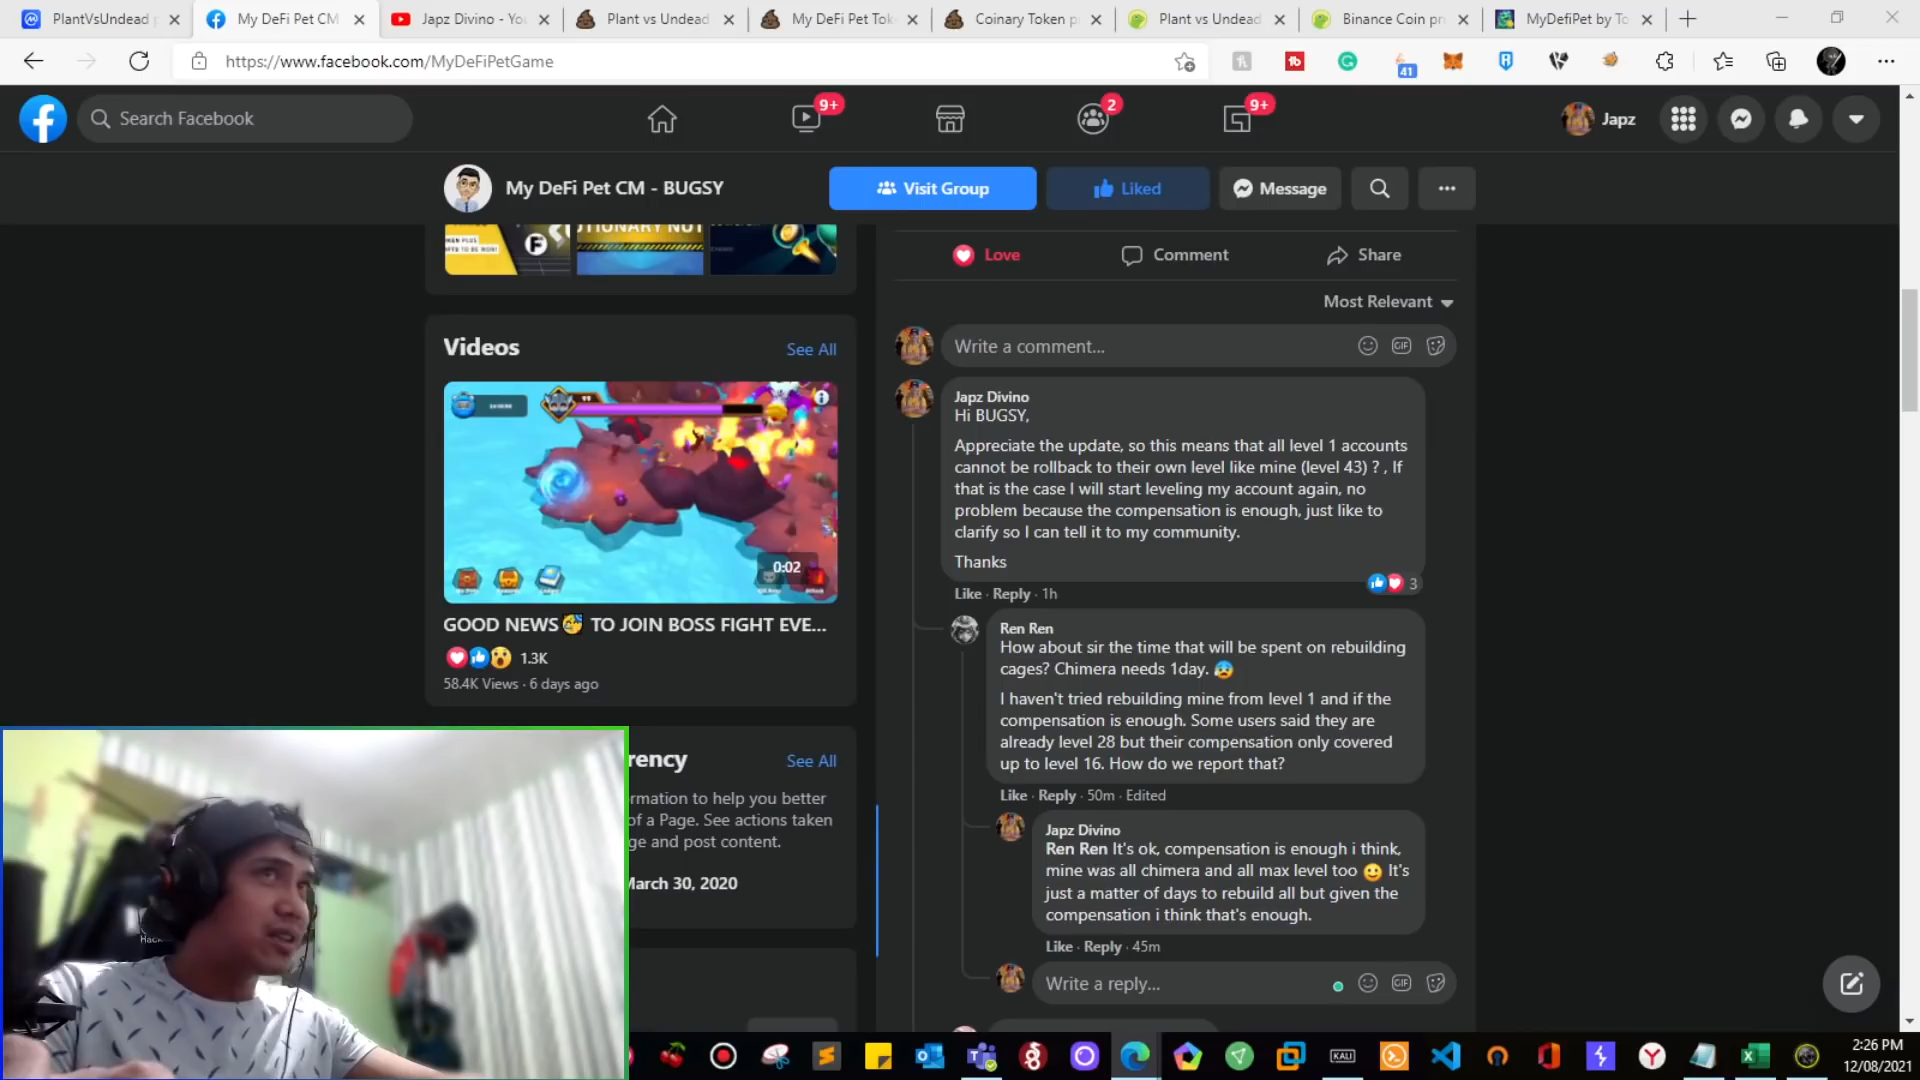 PlantVsUndead p
My DeFi Pet CM
Japz Divino - You
Plant vs Undead
My DeFi Pet Tok
Coinary Token p
Plant vs Undead
Binance Coin pr
MyDefiPet by To
https://www.facebook.com/MyDeFiPetGame
41
Search Facebook
9+
2
9+
Japz
My DeFi Pet CM - BUGSY
Visit Group
Liked
Message
Love
Comment
Share
Most Relevant
Videos
See All
0:02
GOOD NEWS TO JOIN BOSS FIGHT EVE...
1.3K
58.4K Views · 6 days ago
rency
See All
rmation to help you better
of a Page. See actions taken
ge and post content.
March 30, 2020
Write a comment...
GIF
Japz Divino
Hi BUGSY,
Appreciate the update, so this means that all level 1 accounts
cannot be rollback to their own level like mine (level 43) ? , If
that is the case I will start leveling my account again, no
problem because the compensation is enough, just like to
clarify so I can tell it to my community.
Thanks
3
Like · Reply · 1h
Ren Ren
How about sir the time that will be spent on rebuilding
cages? Chimera needs 1day.
I haven't tried rebuilding mine from level 1 and if the
compensation is enough. Some users said they are
already level 28 but their compensation only covered
up to level 16. How do we report that?
Like · Reply · 50m · Edited
Japz Divino
Ren Ren It's ok, compensation is enough i think,
mine was all chimera and all max level too It's
just a matter of days to rebuild all but given the
compensation i think that's enough.
Like · Reply · 45m
Write a reply...
GIF
KALI
2:26 PM
12/08/2021